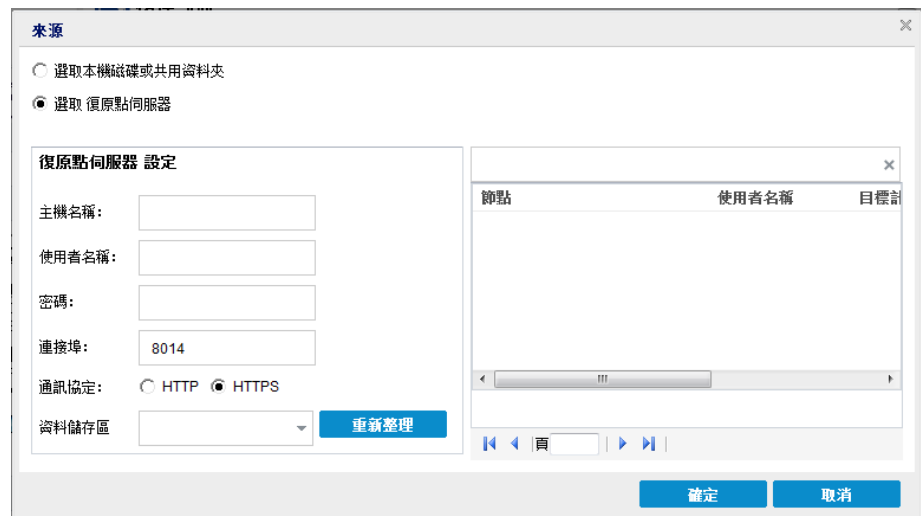 來源
選取本機磁碟或共用資料夾
選取 復原點伺服器
復原點伺服器 設定
主機名稱：
使用者名稱：
密碼：
連接埠： 8014
通訊協定： HTTP HTTPS
資料儲存區 重新整理
節點 使用者名稱 目標計
頁
確定 取消